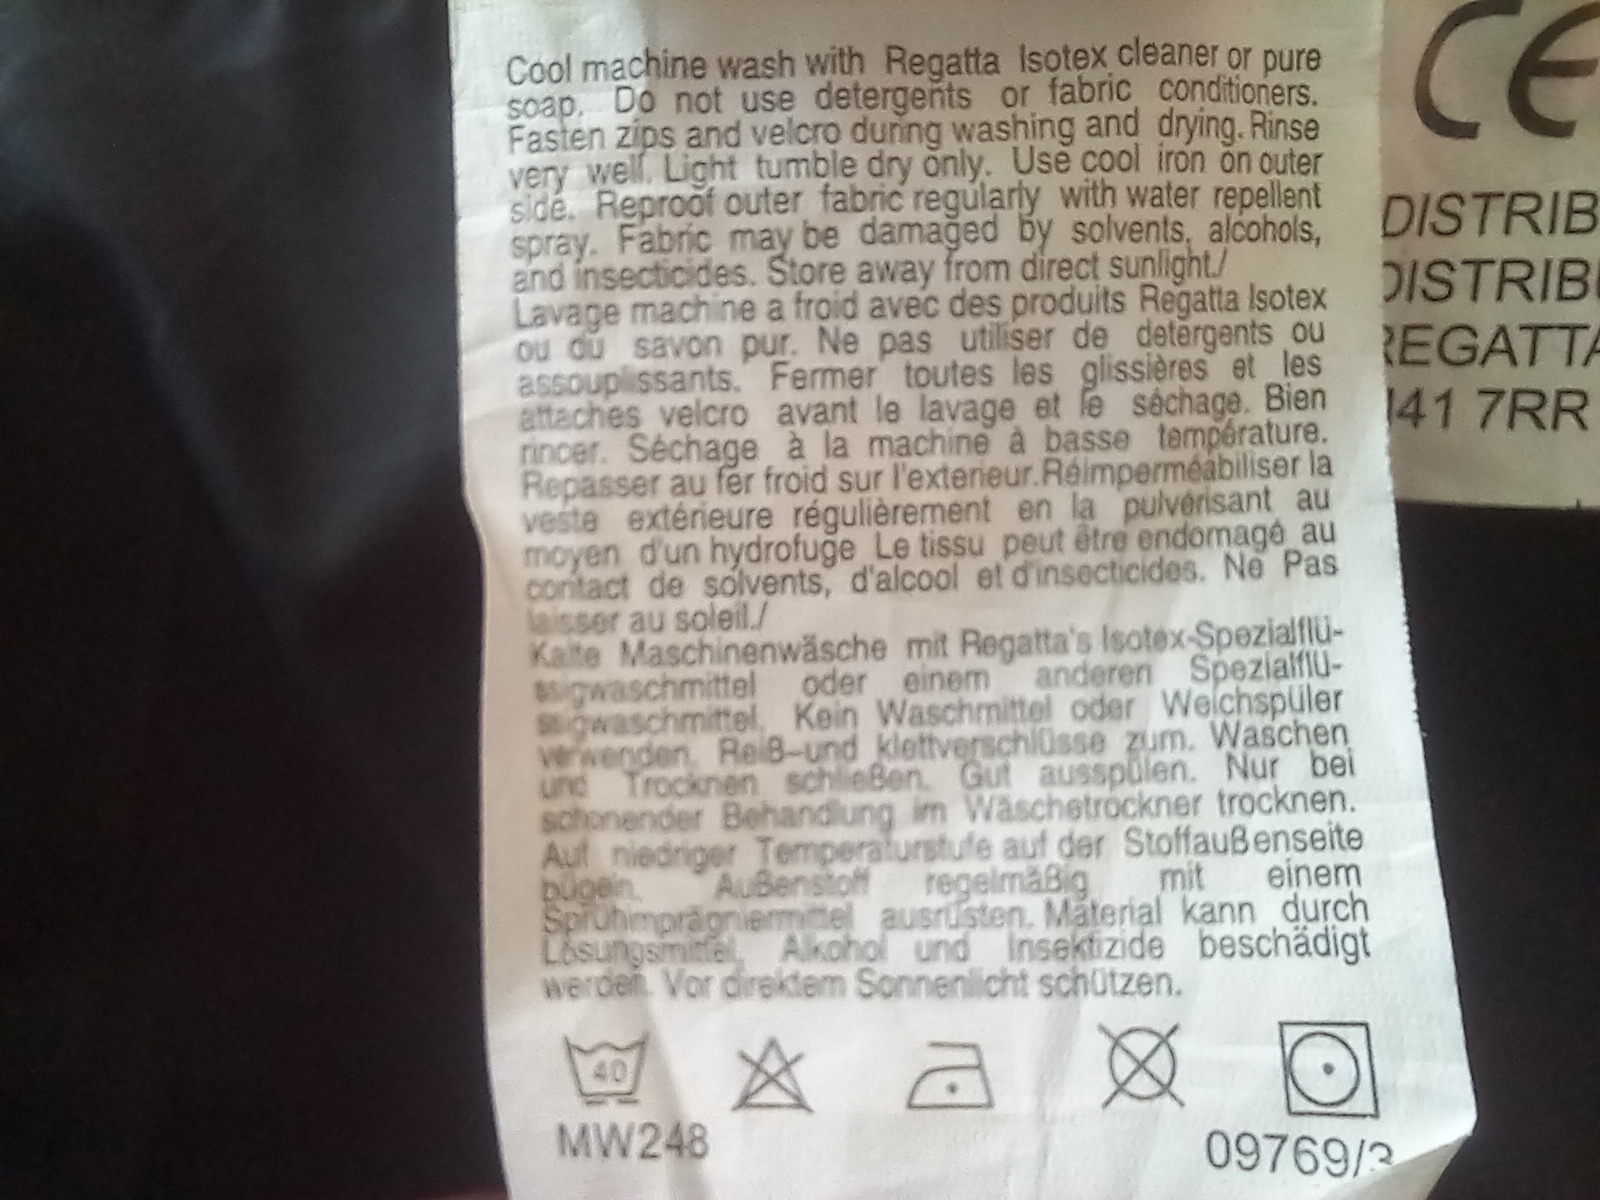 Cool machine wash with Regatta Isotex cleaner or pure
soap. Do not use detergents or fabric conditioners.
Fasten zips and velcro during washing and drying. Rinse
very well. Light tumble dry only. Use cool iron on outer
side. Reproof outer fabric regularly with water repellent
spray. Fabric may be damaged by solvents, alcohols,
and insecticides. Store away from direct sunlight./
Lavage machine a froid avec des produits Regatta Isotex
ou du savon pur. Ne pas utiliser de detergents ou
assouplissants. Fermer toutes les glissières et les
attaches velcro avant le lavage et le séchage. Bien
rincer. Séchage à la machine à basse température.
Repasser au fer froid sur l'exterieur. Réimperméabiliser la
veste extérieure régulièrement en la pulvérisant au
moyen d'un hydrofuge Le tissu peut être endomagé au
contact de solvents, d'alcool et d'insecticides. Ne Pas
laisser au soleil./
Kalte Maschinenwäsche mit Regatta's Isotex-Spezialflü-
ssigwaschmittel oder einem anderen Spezialflü-
ssigwaschmittel. Kein Waschmittel oder Weichspüler
verwenden. Reiß-und klettverschlüsse zum. Waschen
und Trocknen schließen. Gut ausspülen. Nur bei
schonender Behandlung im Wäschetrockner trocknen.
Auf niedriger Temperaturstufe auf der Stoffaußenseite
bügeln. Außenstoff regelmäßig mit einem
Sprühimprägniermittel ausrüsten. Material kann durch
Lösungsmittel, Alkohol und Insektizide beschädigt
werden. Vor direktem Sonnenlicht schützen.
40
MW248
09769/3
CE
DISTRIB
DISTRIBU
REGATTA
41 7RR